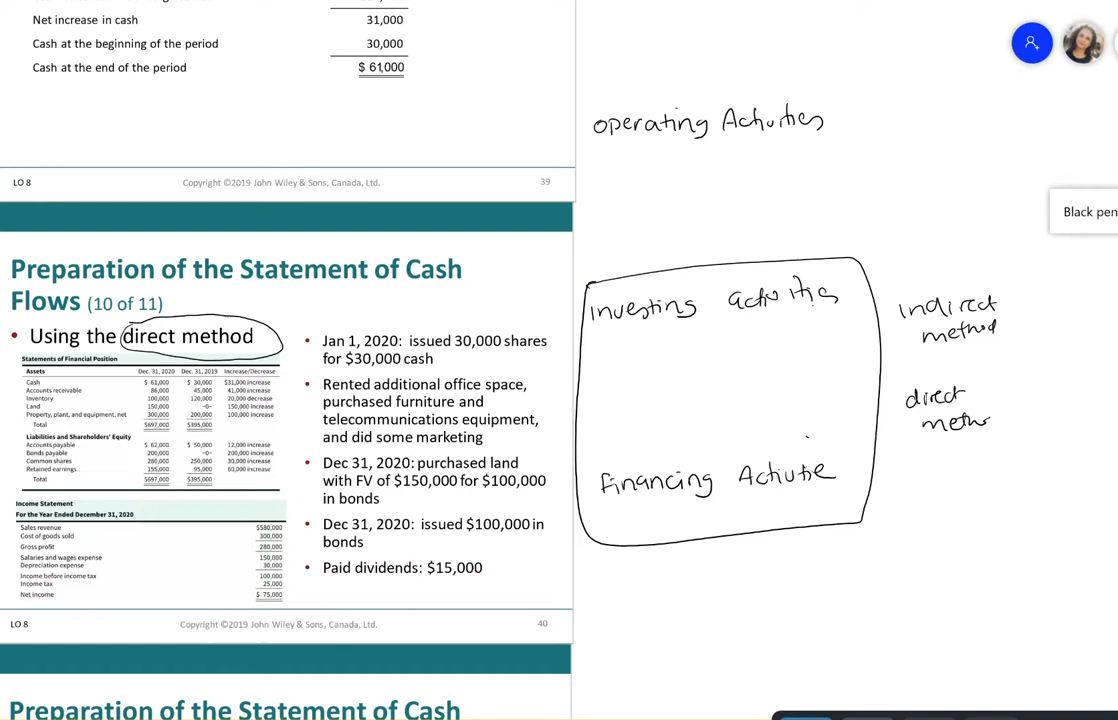 Net increase in cash 31,000
Cash at the beginning of the period 30,000
Cash at the end of the period $ 61,000
LO 8 Copyright ©2019 John Wiley & Sons, Canada, Ltd. 39
operating Activities
Black pen
Preparation of the Statement of Cash
Flows (10 of 11)
• Using the direct method
Statements of Financial Position
Assets Dec. 31, 2020 Dec. 31, 2019 Increase/Decrease
Cash $ 61,000 $ 30,000 $31,000 increase
Accounts receivable 86,000 45,000 41,000 increase
Inventory 100,000 120,000 20,000 decrease
Land 150,000 -0- 150,000 increase
Property, plant, and equipment, net 300,000 200,000 100,000 increase
Total $697,000 $395,000
Liabilities and Shareholders' Equity
Accounts payable $ 62,000 $ 50,000 12,000 increase
Bonds payable 200,000 -0- 200,000 increase
Common shares 280,000 250,000 30,000 increase
Retained earnings 155,000 95,000 60,000 increase
Total $697,000 $395,000
Income Statement
For the Year Ended December 31, 2020
Sales revenue $580,000
Cost of goods sold 300,000
Gross profit 280,000
Salaries and wages expense 150,000
Depreciation expense 30,000
Income before income tax 100,000
Income tax 25,000
Net income $ 75,000
• Jan 1, 2020: issued 30,000 shares
for $30,000 cash
• Rented additional office space,
purchased furniture and
telecommunications equipment,
and did some marketing
• Dec 31, 2020: purchased land
with FV of $150,000 for $100,000
in bonds
• Dec 31, 2020: issued $100,000 in
bonds
• Paid dividends: $15,000
LO 8 Copyright ©2019 John Wiley & Sons, Canada, Ltd. 40
investing activities
financing Activitie
indirect
method
direct
meth
Preparation of the Statement of Cash